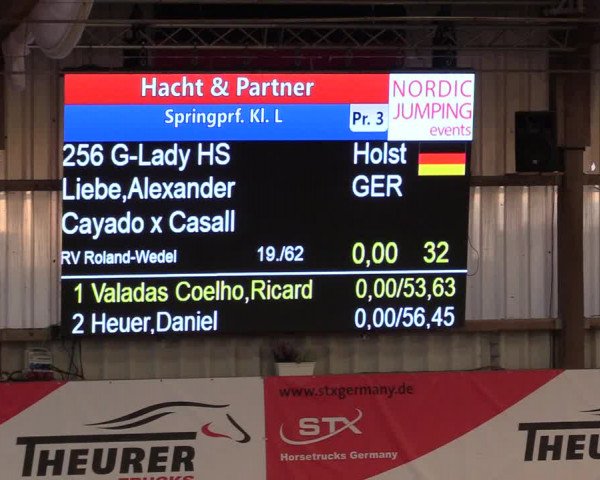 Hacht & Partner
Springprf. Kl. L
Pr. 3
NORDIC
JUMPING
events
256 G-Lady HS Holst
Liebe,Alexander GER
Cayado x Casall
RV Roland-Wedel 19./62 0,00 32
1 Valadas Coelho,Ricard 0,00/53,63
2 Heuer,Daniel 0,00/56,45
www.stxgermany.de
STX
Horsetrucks Germany
THEURER
TRUCKS
THE